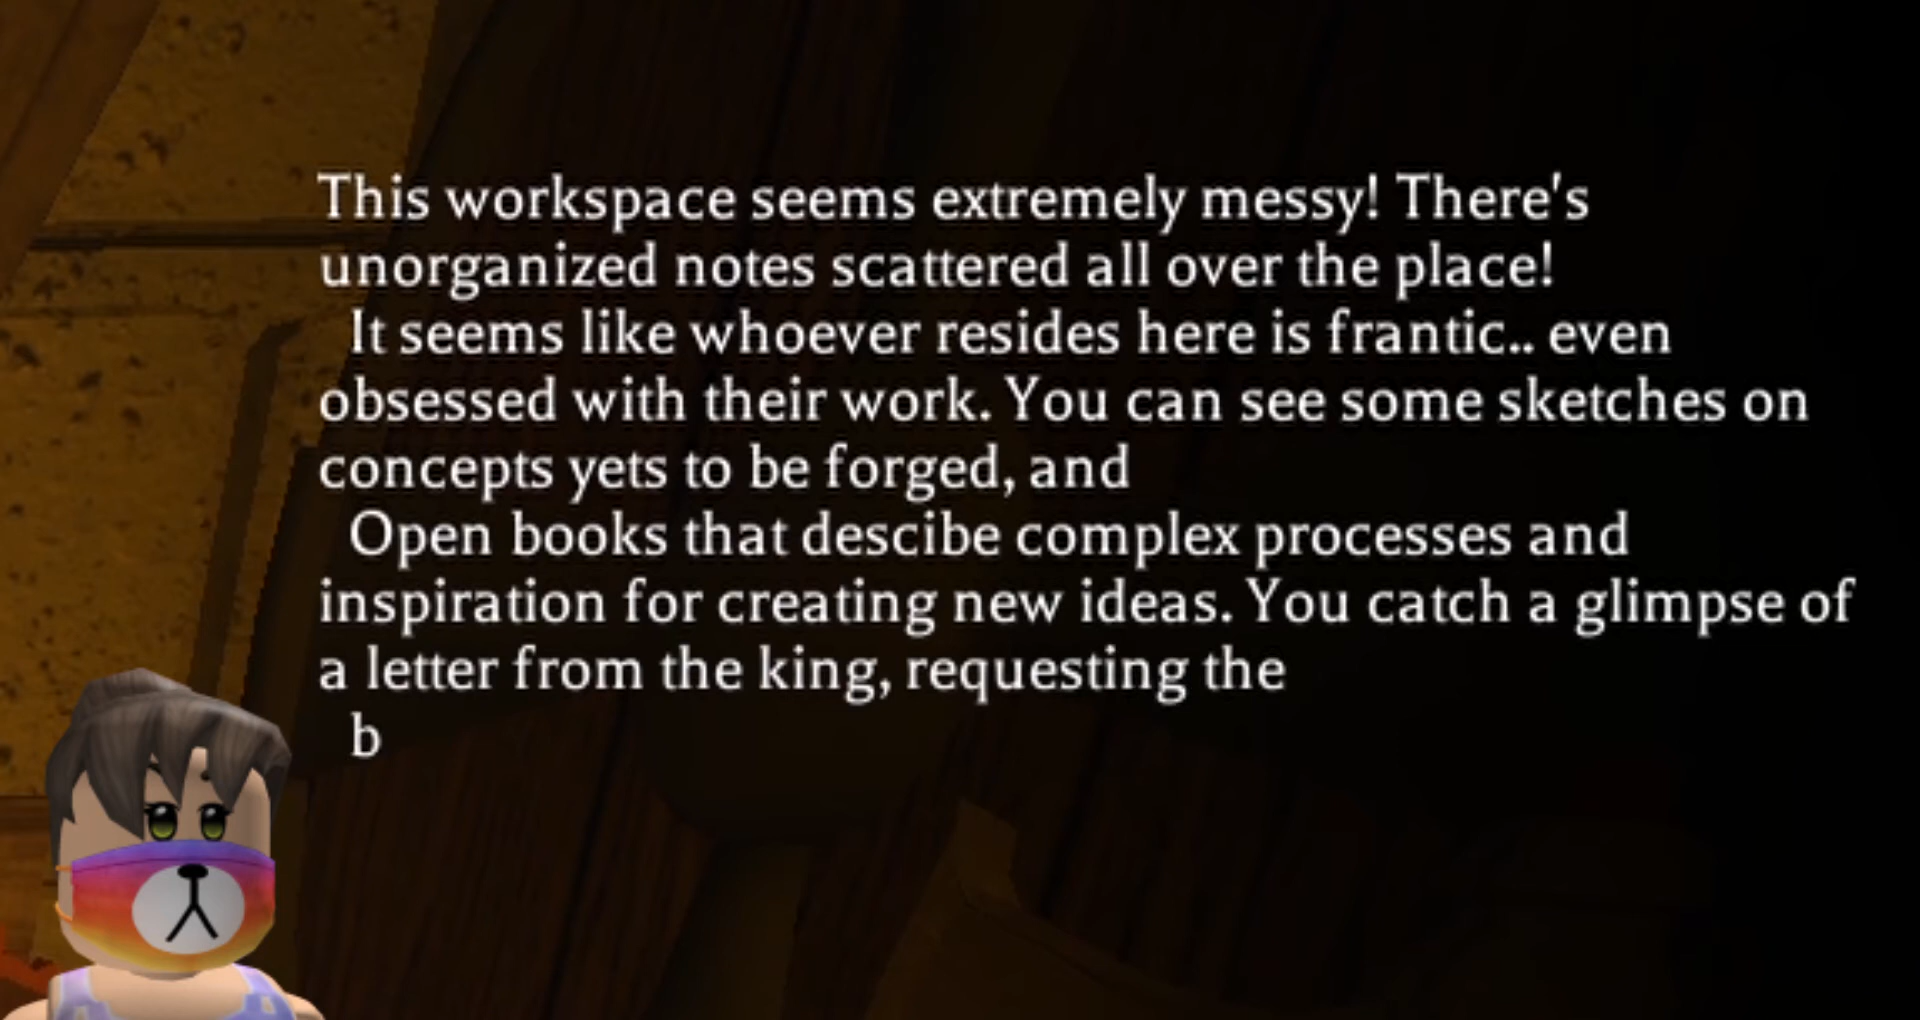 This workspace seems extremely messy! There's
unorganized notes scattered all over the place!
It seems like whoever resides here is frantic.. even
obsessed with their work. You can see some sketches on
concepts yets to be forged, and
Open books that descibe complex processes and
inspiration for creating new ideas. You catch a glimpse of
a letter from the king, requesting the
b